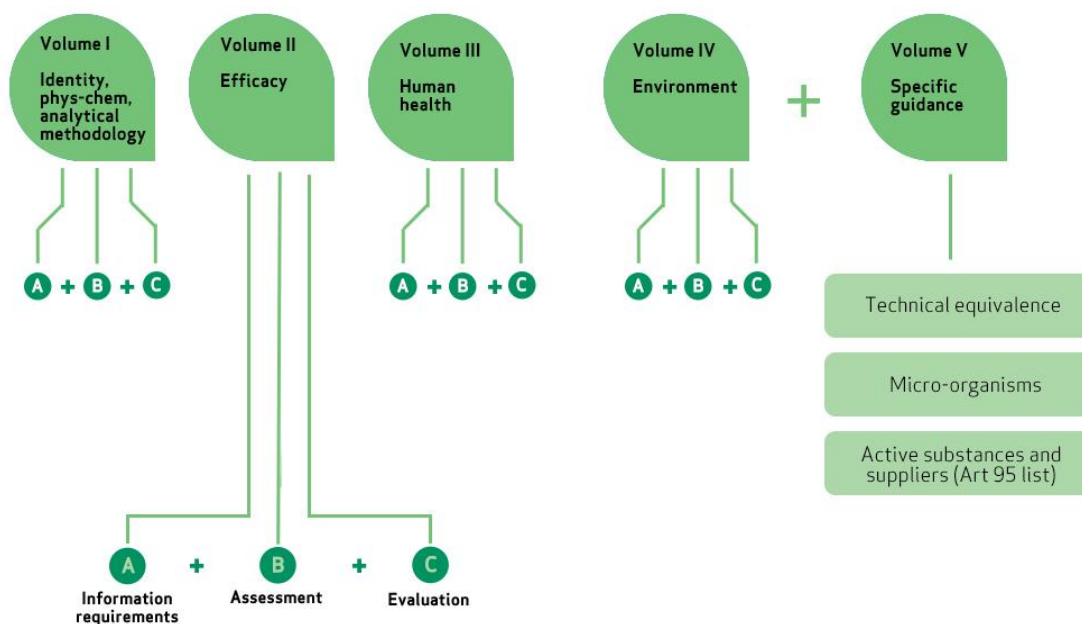 Volume I
Identity,
phys-chem,
analytical
methodology
Volume II
Efficacy
Volume III
Human
health
Volume IV
Environment
+
Volume V
Specific
guidance
A + B + C
A + B + C
A + B + C
Technical equivalence
Micro-organisms
Active substances and
suppliers (Art 95 list)
A + B + C
Information
requirements
Assessment
Evaluation